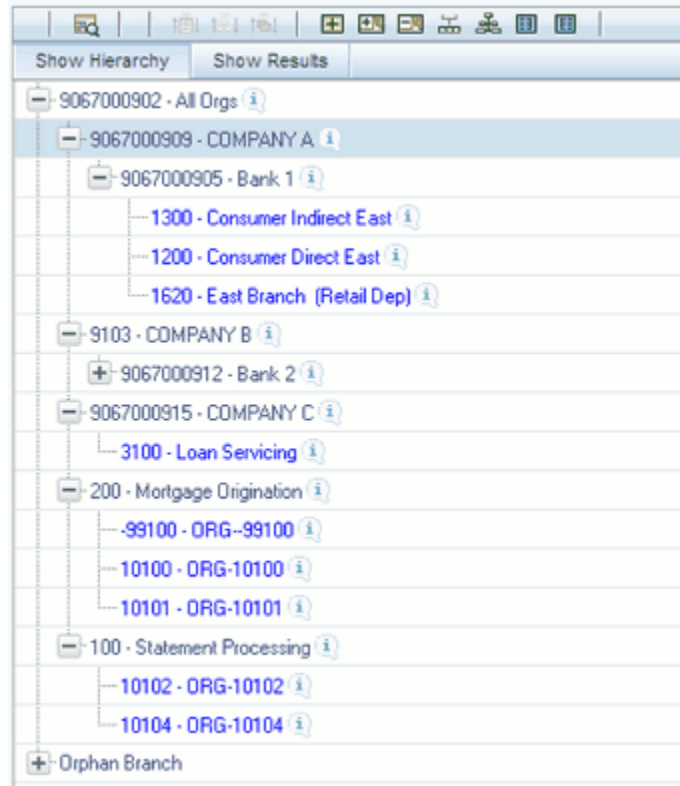 Show Hierarchy Show Results
9067000902 - All Orgs
9067000909 - COMPANY A
9067000905 - Bank 1
1300 - Consumer Indirect East
1200 - Consumer Direct East
1620 - East Branch (Retail Dep)
9103 - COMPANY B
9067000912 - Bank 2
9067000915 - COMPANY C
3100 - Loan Servicing
200 - Mortgage Origination
-99100 - ORG--99100
10100 - ORG-10100
10101 - ORG-10101
100 - Statement Processing
10102 - ORG-10102
10104 - ORG-10104
Orphan Branch